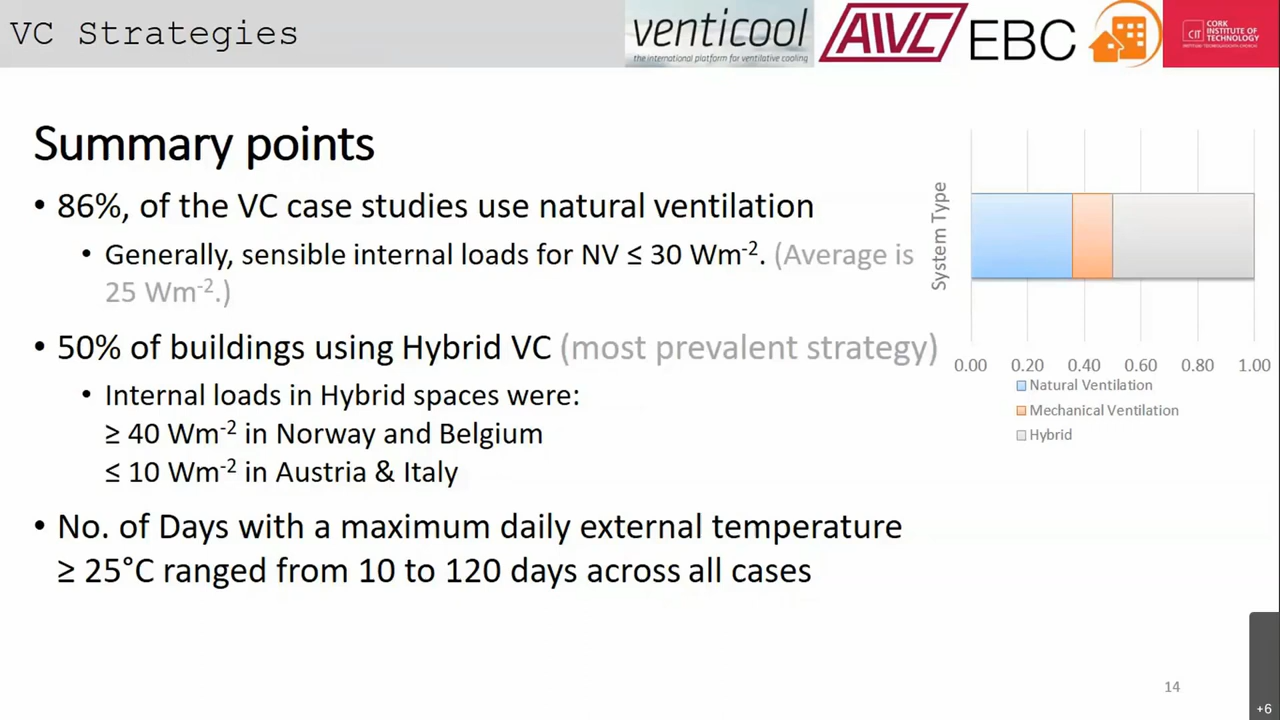 VC Strategies
venticool
the international platform for ventilative cooling
AIVC
EBC
CIT
CORK
INSTITUTE OF
TECHNOLOGY
Summary points
• 86%, of the VC case studies use natural ventilation
• Generally, sensible internal loads for NV ≤ 30 Wm-2. (Average is
25 Wm-2.)
• 50% of buildings using Hybrid VC (most prevalent strategy)
• Internal loads in Hybrid spaces were:
≥ 40 Wm-2 in Norway and Belgium
≤ 10 Wm-2 in Austria & Italy
• No. of Days with a maximum daily external temperature
≥ 25°C ranged from 10 to 120 days across all cases
System Type
0.00 0.20 0.40 0.60 0.80 1.00
Natural Ventilation
Mechanical Ventilation
Hybrid
14
+6